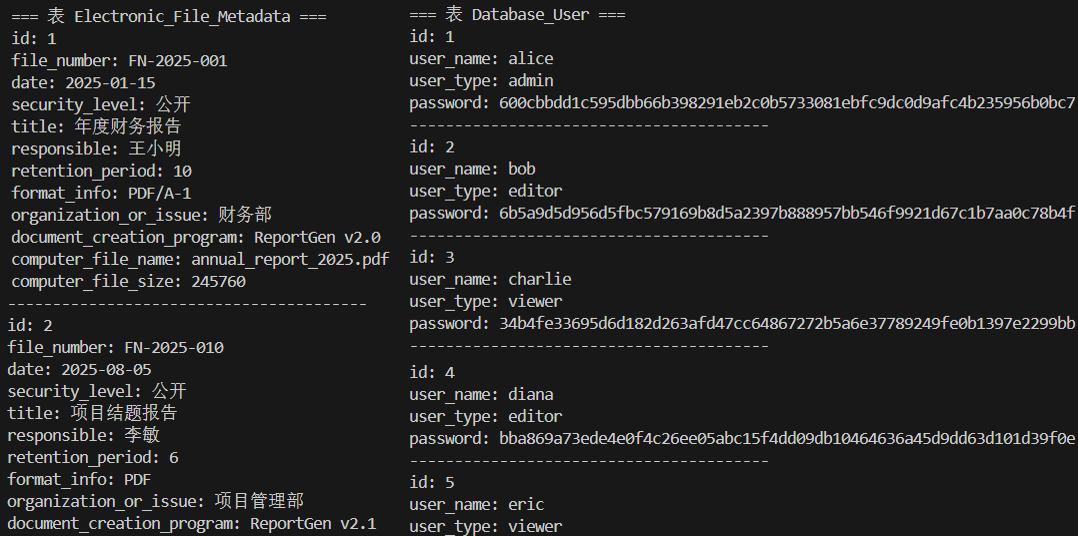 === 表 Electronic_File_Metadata ===
id: 1
file_number: FN-2025-001
date: 2025-01-15
security_level: 公开
title: 年度财务报告
responsible: 王小明
retention_period: 10
format_info: PDF/A-1
organization_or_issue: 财务部
document_creation_program: ReportGen v2.0
computer_file_name: annual_report_2025.pdf
computer_file_size: 245760
----------------------------------------
id: 2
file_number: FN-2025-010
date: 2025-08-05
security_level: 公开
title: 项目结题报告
responsible: 李敏
retention_period: 6
format_info: PDF
organization_or_issue: 项目管理部
document_creation_program: ReportGen v2.1
=== 表 Database_User ===
id: 1
user_name: alice
user_type: admin
password: 600cbbdd1c595dbb66b398291eb2c0b5733081ebfc9dc0d9afc4b235956b0bc7
----------------------------------------
id: 2
user_name: bob
user_type: editor
password: 6b5a9d5d956d5fbc579169b8d5a2397b888957bb546f9921d67c1b7aa0c78b4f
----------------------------------------
id: 3
user_name: charlie
user_type: viewer
password: 34b4fe33695d6d182d263afd47cc64867272b5a6e37789249fe0b1397e2299bb
----------------------------------------
id: 4
user_name: diana
user_type: editor
password: bba869a73ede4e0f4c26ee05abc15f4dd09db10464636a45d9dd63d101d39f0e
----------------------------------------
id: 5
user_name: eric
user_type: viewer